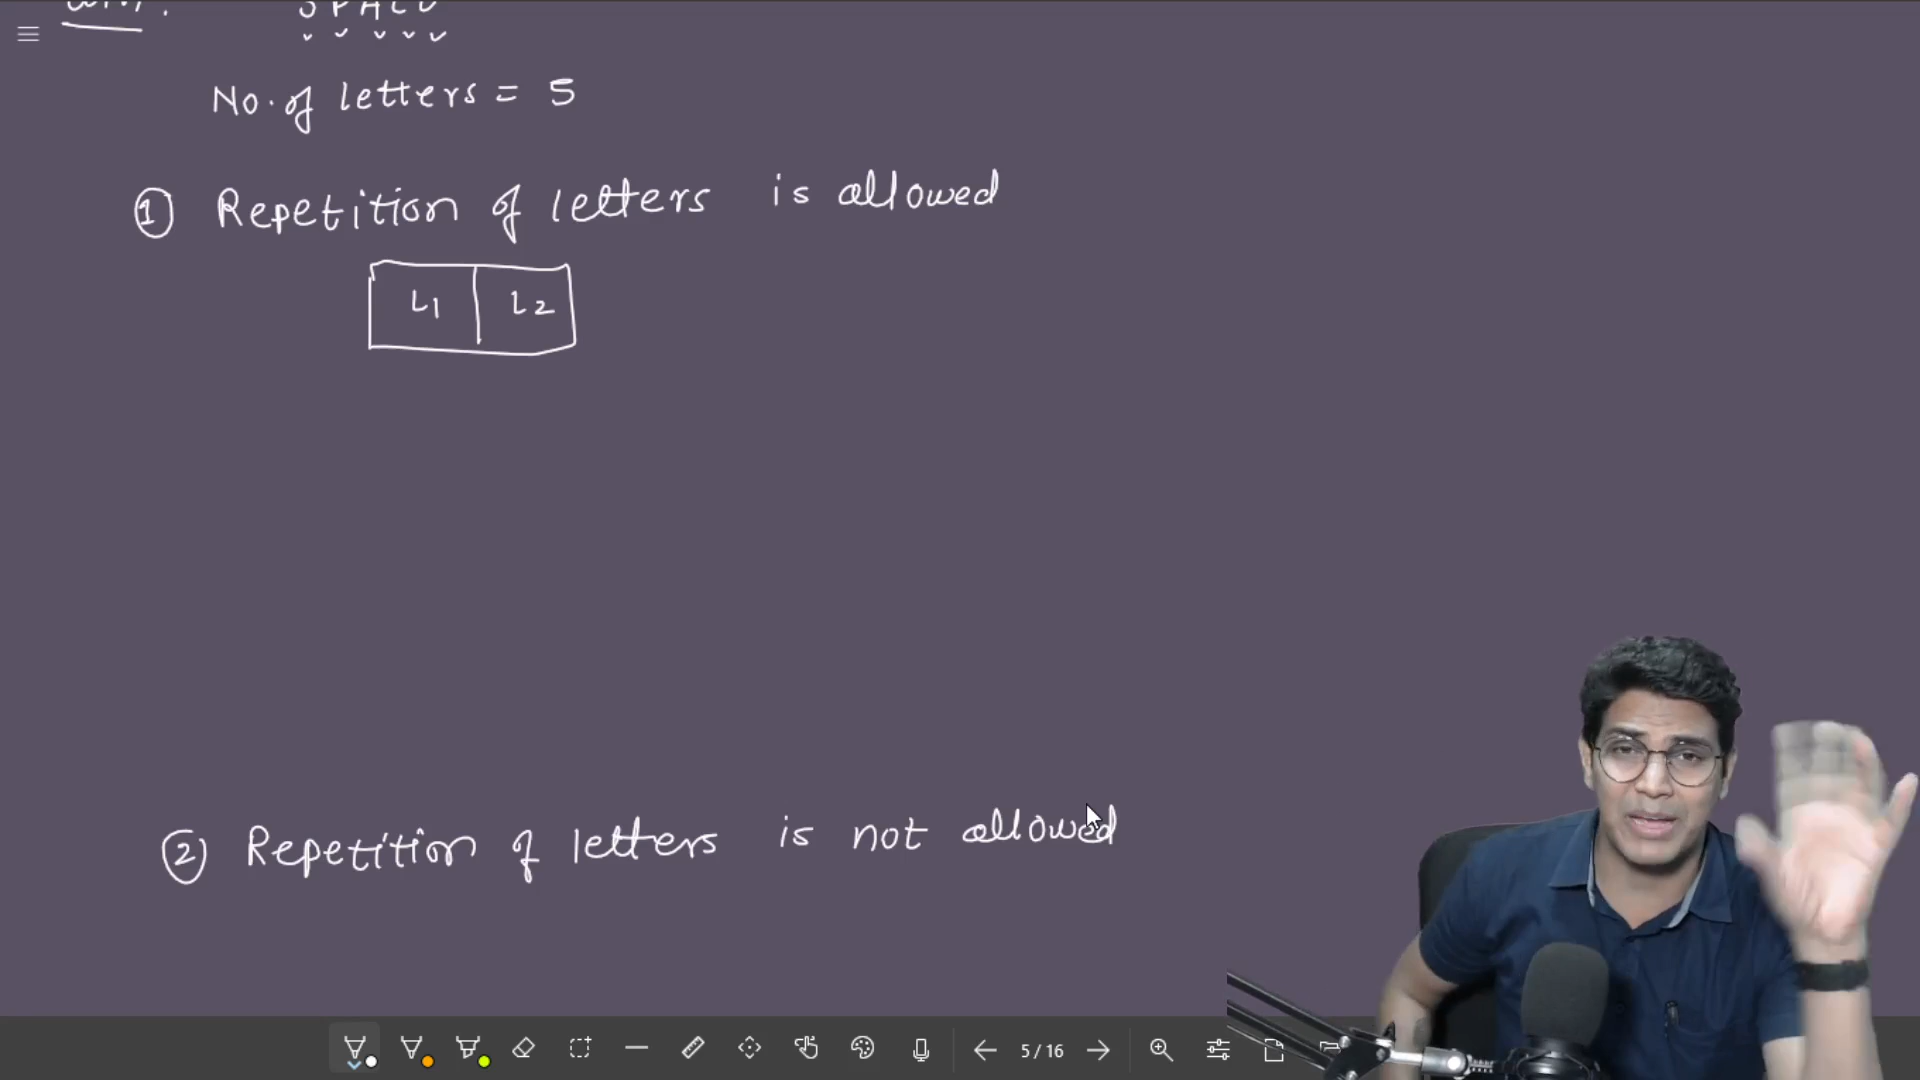 No. of letters = 5
① Repetition of letters is allowed
L1 L2
② Repetition of letters is not allowed
5 / 16